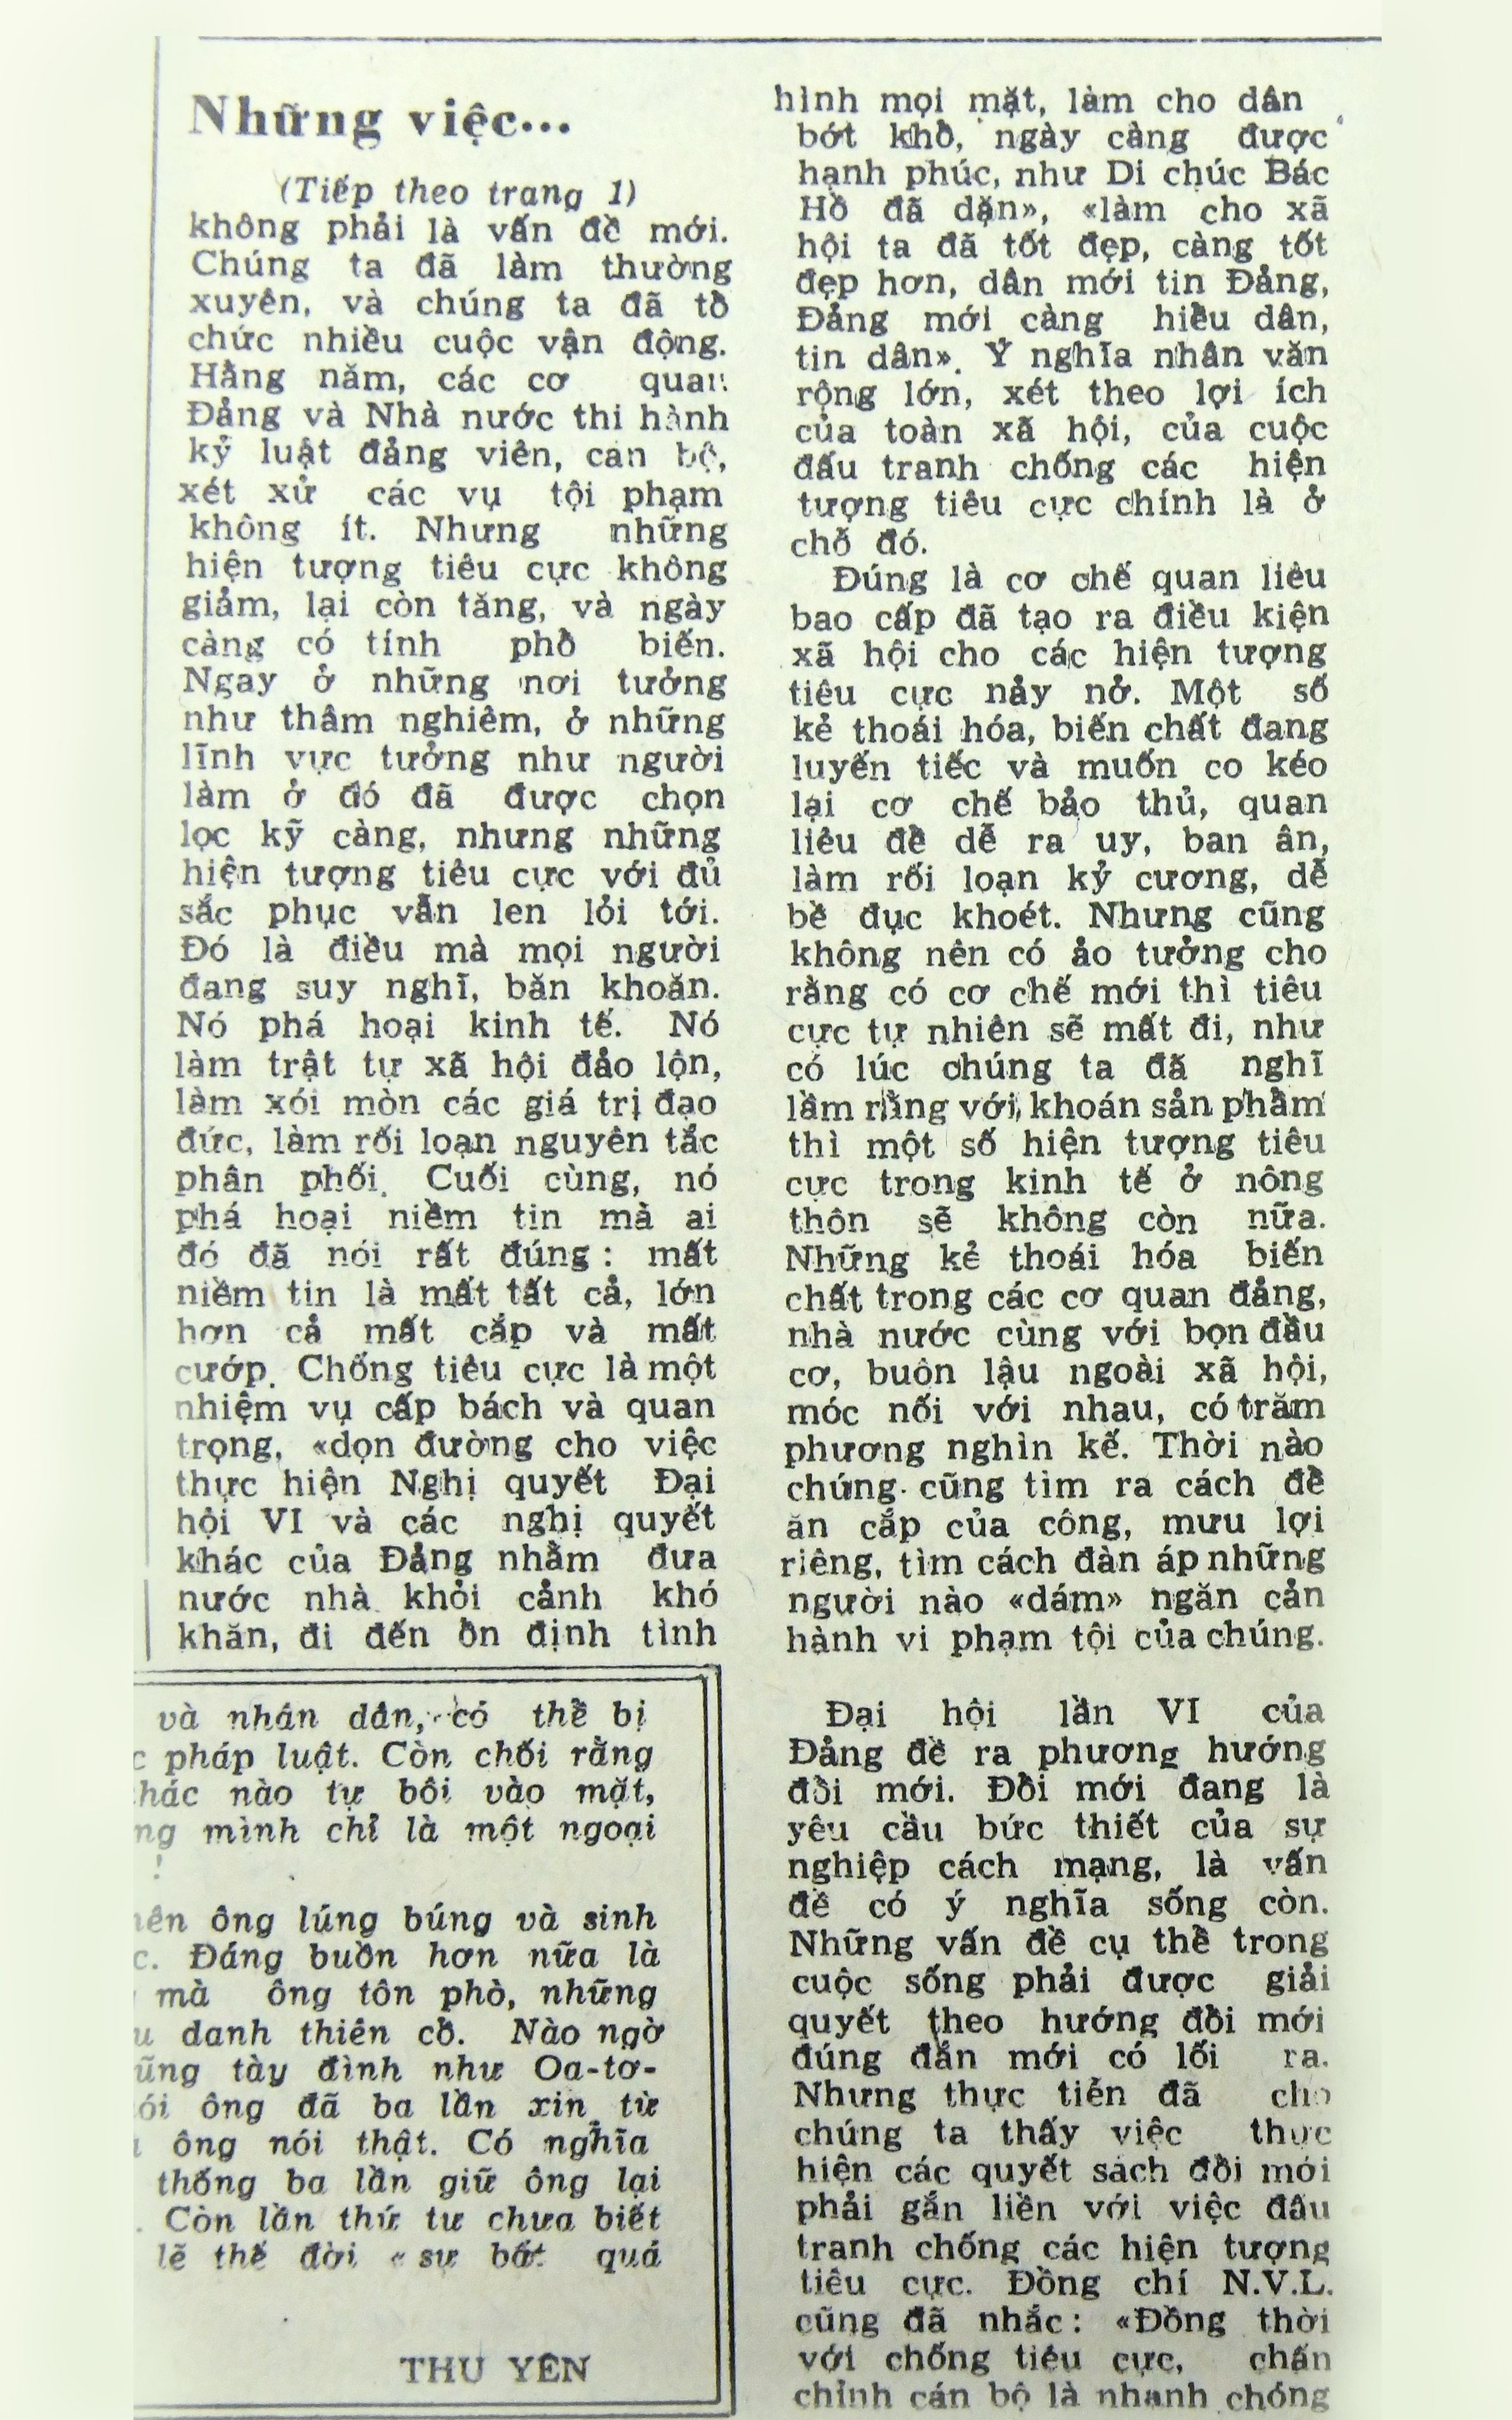 Những việc...
(Tiếp theo trang 1)
không phải là vấn đề mới.
Chúng ta đã làm thường
xuyên, và chúng ta đã tổ
chức nhiều cuộc vận động.
Hằng năm, các cơ quan
Đảng và Nhà nước thi hành
kỷ luật đảng viên, cán bộ,
xét xử các vụ tội phạm
không ít. Nhưng những
hiện tượng tiêu cực không
giảm, lại còn tăng, và ngày
càng có tính phổ biến.
Ngay ở những nơi tưởng
như thâm nghiêm, ở những
lĩnh vực tưởng như người
làm ở đó đã được chọn
lọc kỹ càng, nhưng những
hiện tượng tiêu cực với đủ
sắc phục vẫn len lỏi tới.
Đó là điều mà mọi người
đang suy nghĩ, băn khoăn.
Nó phá hoại kinh tế. Nó
làm trật tự xã hội đảo lộn,
làm xói mòn các giá trị đạo
đức, làm rối loạn nguyên tắc
phân phối. Cuối cùng, nó
phá hoại niềm tin mà ai
đó đã nói rất đúng : mất
niềm tin là mất tất cả, lớn
hơn cả mất cắp và mất
cướp. Chống tiêu cực là một
nhiệm vụ cấp bách và quan
trọng, «dọn đường cho việc
thực hiện Nghị quyết Đại
hội VI và các nghị quyết
khác của Đảng nhằm đưa
nước nhà khỏi cảnh khó
khăn, đi đến ổn định tình
hình mọi mặt, làm cho dân
bớt khổ, ngày càng được
hạnh phúc, như Di chúc Bác
Hồ đã dặn», «làm cho xã
hội ta đã tốt đẹp, càng tốt
đẹp hơn, dân mới tin Đảng,
Đảng mới càng hiểu dân,
tin dân». Ý nghĩa nhân văn
rộng lớn, xét theo lợi ích
của toàn xã hội, của cuộc
đấu tranh chống các hiện
tượng tiêu cực chính là ở
chỗ đó.
Đúng là cơ chế quan liêu
bao cấp đã tạo ra điều kiện
xã hội cho các hiện tượng
tiêu cực nảy nở. Một số
kẻ thoái hóa, biến chất đang
luyến tiếc và muốn co kéo
lại cơ chế bảo thủ, quan
liêu để dễ ra uy, ban ân,
làm rối loạn kỷ cương, dễ
bề đục khoét. Nhưng cũng
không nên có ảo tưởng cho
rằng có cơ chế mới thì tiêu
cực tự nhiên sẽ mất đi, như
có lúc chúng ta đã nghĩ
lầm rằng với khoán sản phẩm
thì một số hiện tượng tiêu
cực trong kinh tế ở nông
thôn sẽ không còn nữa.
Những kẻ thoái hóa biến
chất trong các cơ quan đảng,
nhà nước cùng với bọn đầu
cơ, buôn lậu ngoài xã hội,
móc nối với nhau, có trăm
phương nghìn kế. Thời nào
chúng cũng tìm ra cách để
ăn cắp của công, mưu lợi
riêng, tìm cách đàn áp những
người nào «dám» ngăn cản
hành vi phạm tội của chúng.
Đại hội lần VI của
Đảng đề ra phương hướng
đổi mới. Đổi mới đang là
yêu cầu bức thiết của sự
nghiệp cách mạng, là vấn
đề có ý nghĩa sống còn.
Những vấn đề cụ thể trong
cuộc sống phải được giải
quyết theo hướng đổi mới
đúng đắn mới có lối ra.
Nhưng thực tiễn đã cho
chúng ta thấy việc thực
hiện các quyết sách đổi mới
phải gắn liền với việc đấu
tranh chống các hiện tượng
tiêu cực. Đồng chí N.V.L.
cũng đã nhắc : «Đồng thời
với chống tiêu cực, chấn
chỉnh cán bộ là nhanh chóng
và nhân dân, có thể bị
pháp luật. Còn chối rằng
nào tự bôi vào mặt,
mình chỉ là một ngoại
!
ông lúng búng và sinh
Đáng buồn hơn nữa là
mà ông tôn phò, những
danh thiên cổ. Nào ngờ
tày đình như Oa-tơ-
ông đã ba lần xin từ
ông nói thật. Có nghĩa
thống ba lần giữ ông lại
. Còn lần thứ tư chưa biết
lẽ thế đời «sự bất quá
THU YÊN